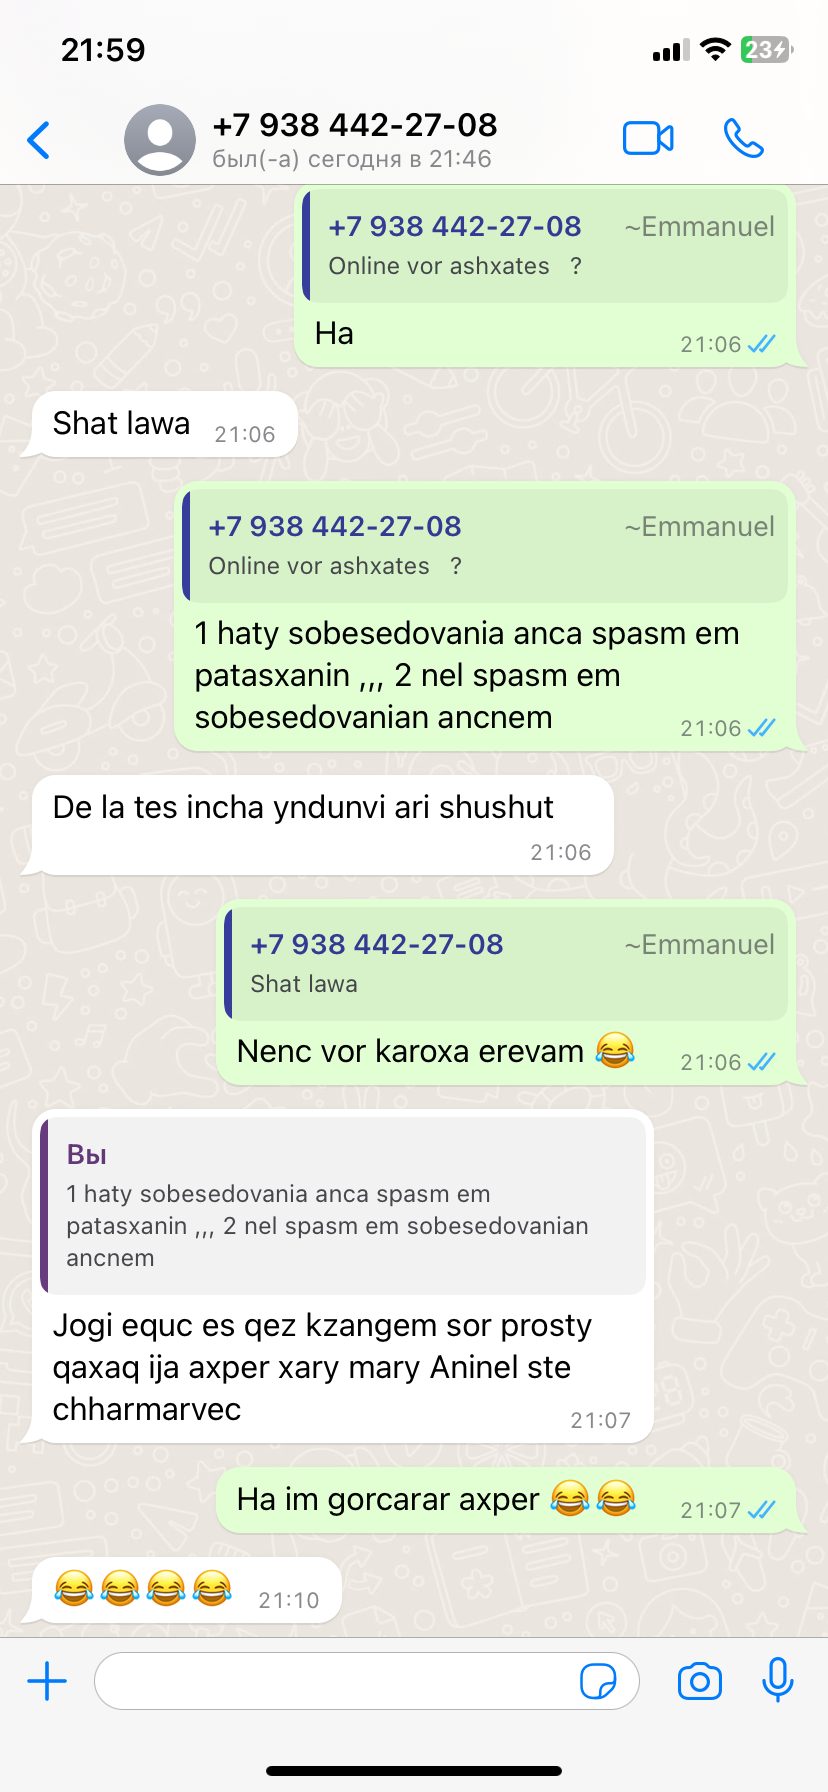 21:59
23
+7 938 442-27-08
был(-а) сегодня в 21:46
+7 938 442-27-08 ~Emmanuel
Online vor ashxates ?
Ha 21:06
Shat lawa 21:06
+7 938 442-27-08 ~Emmanuel
Online vor ashxates ?
1 haty sobesedovania anca spasm em
patasxanin ,,, 2 nel spasm em
sobesedovanian ancnem 21:06
De la tes incha yndunvi ari shushut
21:06
+7 938 442-27-08 ~Emmanuel
Shat lawa
Nenc vor karoxa erevam 😂 21:06
Вы
1 haty sobesedovania anca spasm em
patasxanin ,,, 2 nel spasm em sobesedovanian
ancnem
Jogi equc es qez kzangem sor prosty
qaxaq ija axper xary mary Aninel ste
chharmarvec 21:07
Ha im gorcarar axper 😂😂 21:07
😂😂😂😂 21:10